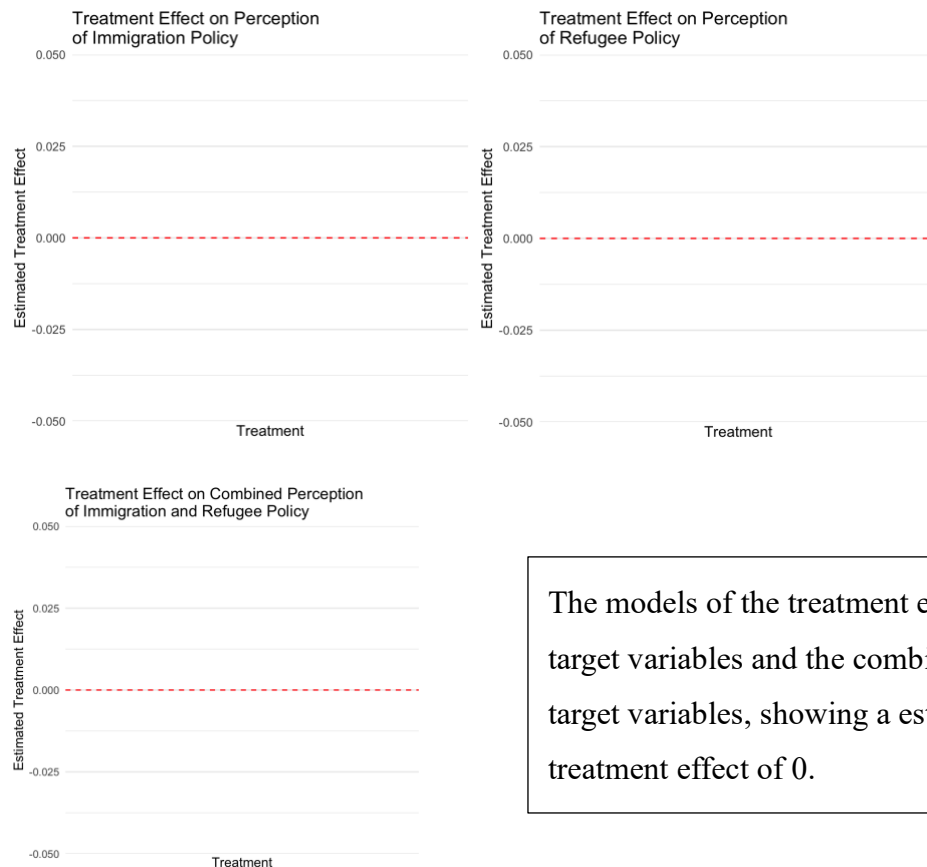 Treatment Effect on Perception
of Immigration Policy
0.050
0.025
0.000
-0.025
-0.050
Estimated Treatment Effect
Treatment
Treatment Effect on Perception
of Refugee Policy
0.050
0.025
0.000
-0.025
-0.050
Estimated Treatment Effect
Treatment
Treatment Effect on Combined Perception
of Immigration and Refugee Policy
0.050
0.025
0.000
-0.025
-0.050
Estimated Treatment Effect
Treatment
The models of the treatment
target variables and the
target variables, showing a
treatment effect of 0.